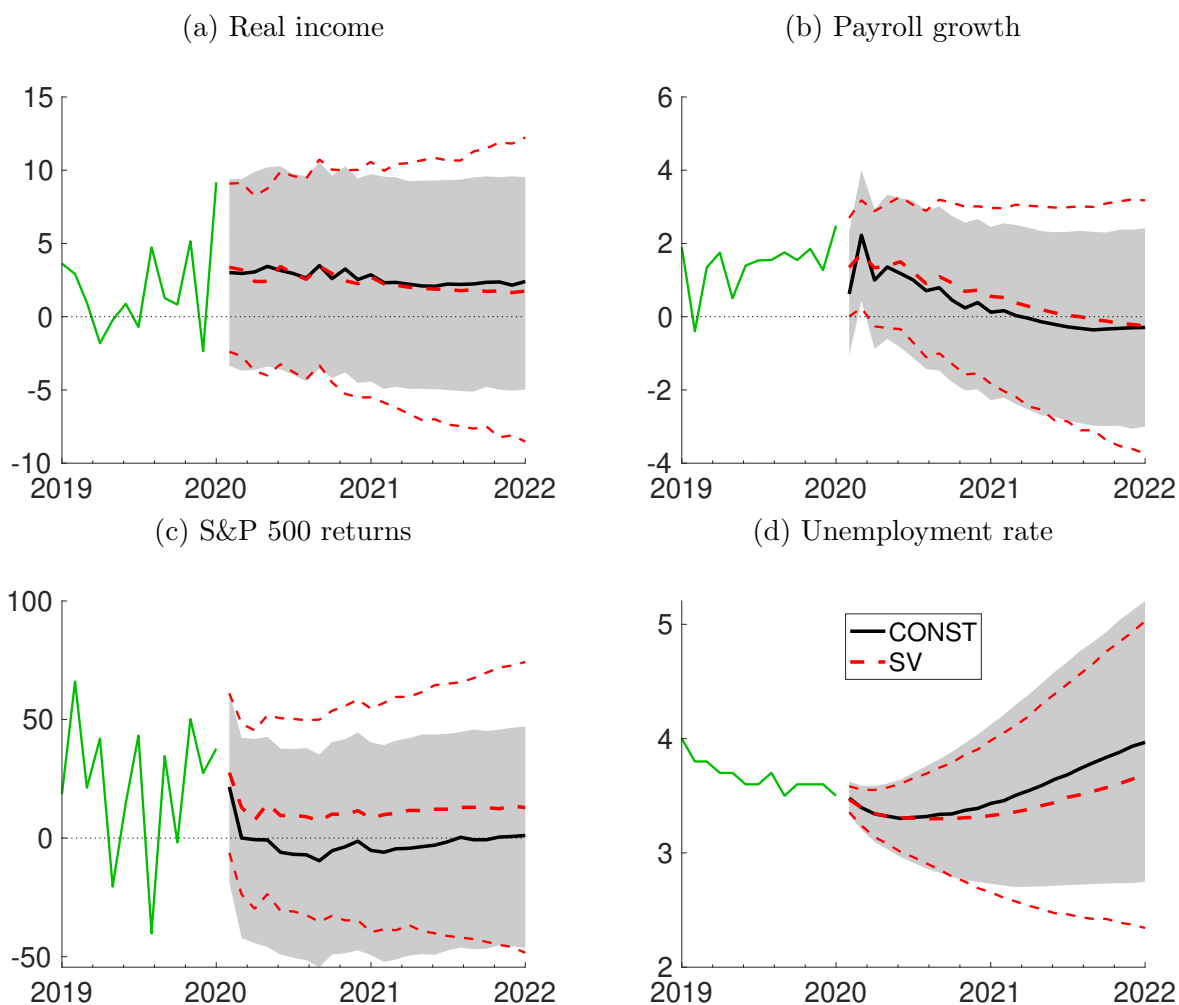 (a) Real income
(b) Payroll growth
15
10
5
0
-5
-10
2019 2020 2021 2022
6
4
2
0
-2
-4
2019 2020 2021 2022
(c) S&P 500 returns
(d) Unemployment rate
100
50
0
-50
2019 2020 2021 2022
5
4
3
2
CONST
SV
2019 2020 2021 2022